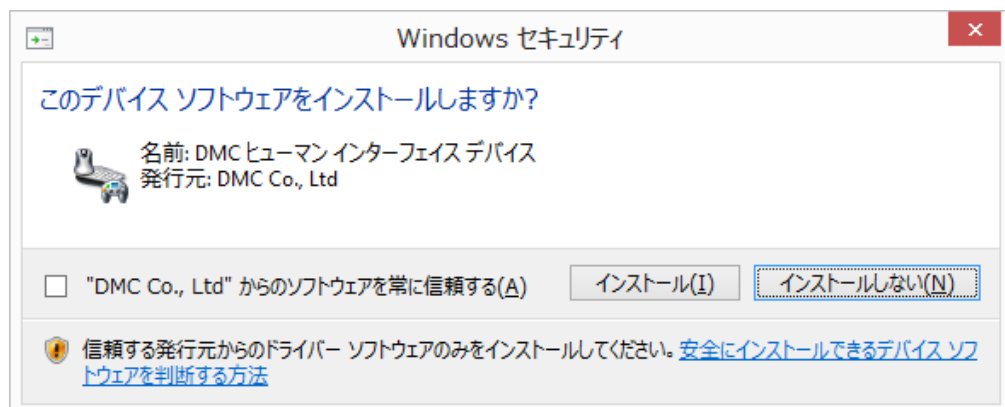 Windows セキュリティ
このデバイス ソフトウェアをインストールしますか?
名前: DMC ヒューマン インターフェイス デバイス
発行元: DMC Co., Ltd
"DMC Co., Ltd" からのソフトウェアを常に信頼する(A)
インストール(I)
インストールしない(N)
信頼する発行元からのドライバー ソフトウェアのみをインストールしてください。安全にインストールできるデバイス ソフ
トウェアを判断する方法